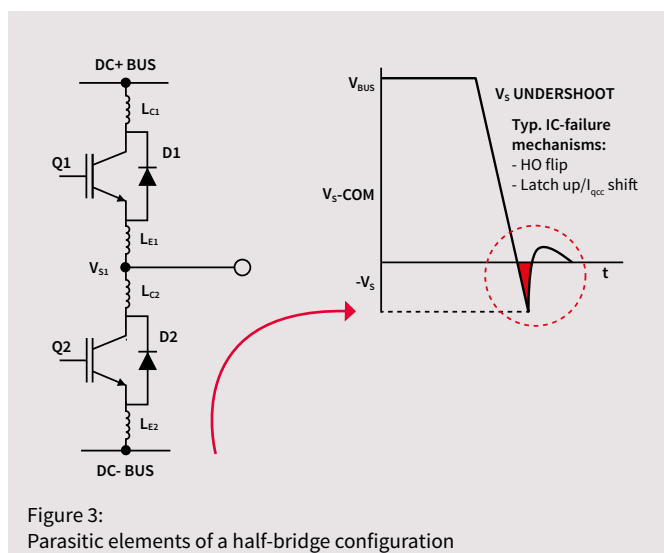 DC+ BUS
LC1
D1
Q1
LE1
VS1
LC2
D2
Q2
LE2
DC- BUS
VBUS
VS UNDERSHOOT
Typ. IC-failure
mechanisms:
- HO flip
- Latch up/Iqcc shift
VS-COM
t
-VS
Figure 3:
Parasitic elements of a half-bridge configuration